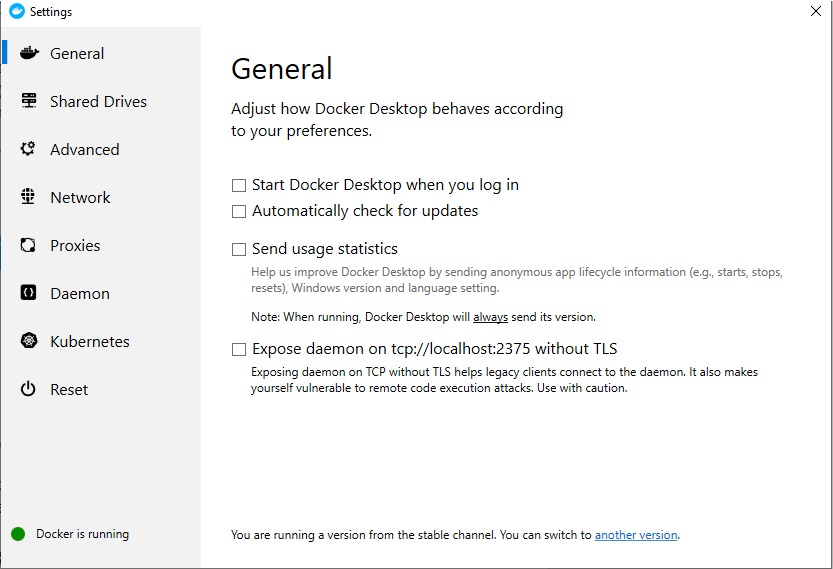 Settings
General
Shared Drives
Advanced
Network
Proxies
Daemon
Kubernetes
Reset
Docker is running
General
Adjust how Docker Desktop behaves according
to your preferences.
Start Docker Desktop when you log in
Automatically check for updates
Send usage statistics
Help us improve Docker Desktop by sending anonymous app lifecycle information (e.g., starts, stops,
resets), Windows version and language setting.
Note: When running, Docker Desktop will always send its version.
Expose daemon on tcp://localhost:2375 without TLS
Exposing daemon on TCP without TLS helps legacy clients connect to the daemon. It also makes
yourself vulnerable to remote code execution attacks. Use with caution.
You are running a version from the stable channel. You can switch to another version.